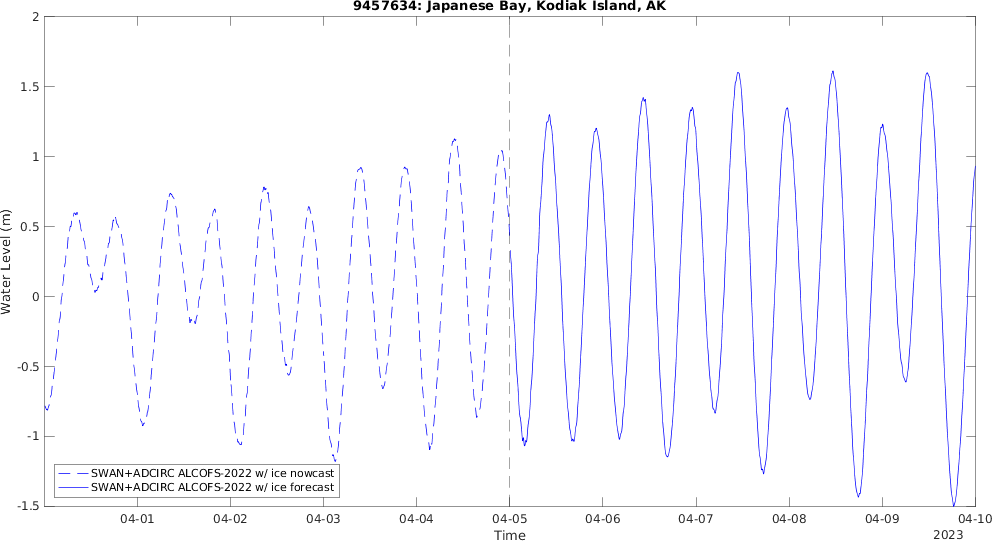 9457634: Japanese Bay, Kodiak Island, AK
2
1.5
1
0.5
0
-0.5
-1
-1.5
Water Level (m)
SWAN+ADCIRC ALCOFS-2022 w/ ice nowcast
SWAN+ADCIRC ALCOFS-2022 w/ ice forecast
04-01 04-02 04-03 04-04 04-05 04-06 04-07 04-08 04-09 04-10
Time
2023